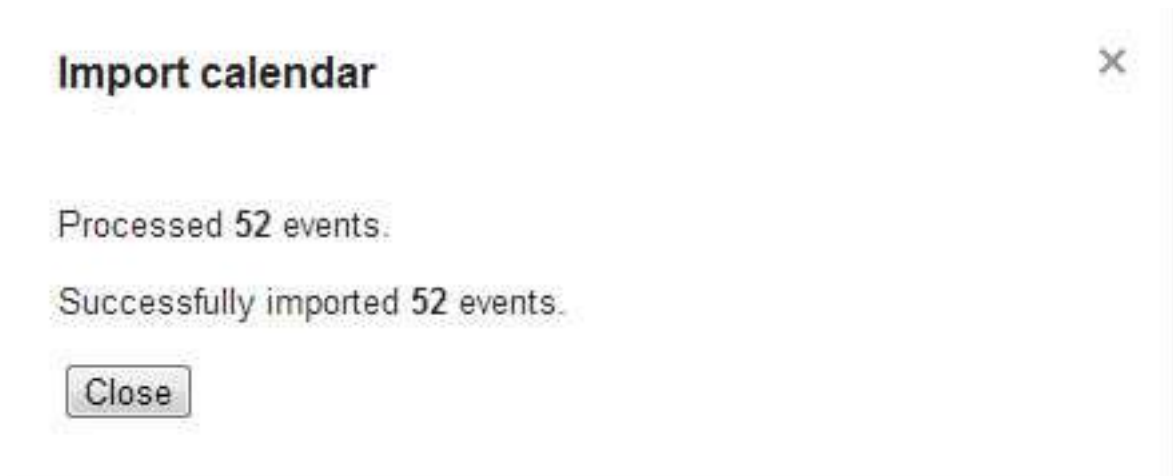 Import calendar
Processed 52 events.
Successfully imported 52 events.
Close